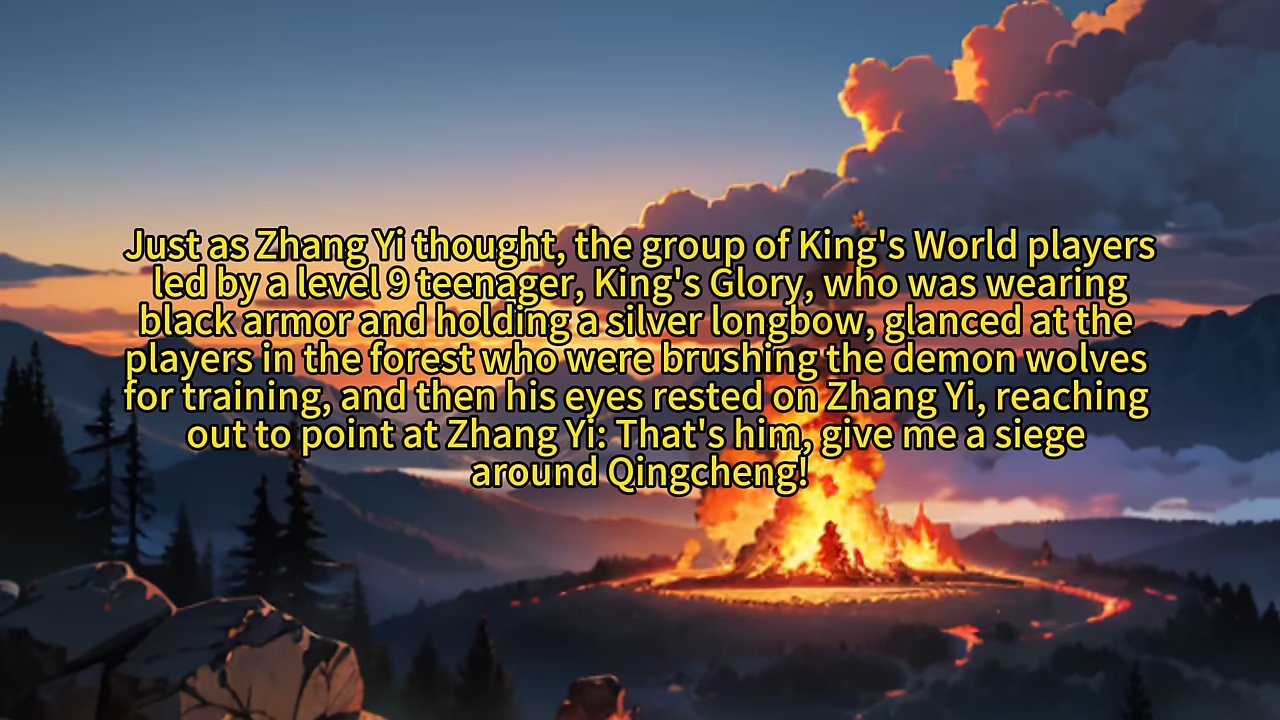 Just as Zhang Yi thought, the group of King's World players
led by a level 9 teenager, King's Glory, who was wearing
black armor and holding a silver longbow, glanced at the
players in the forest who were brushing the demon wolves
for training, and then his eyes rested on Zhang Yi, reaching
out to point at Zhang Yi: That's him, give me a siege
around Qingcheng!